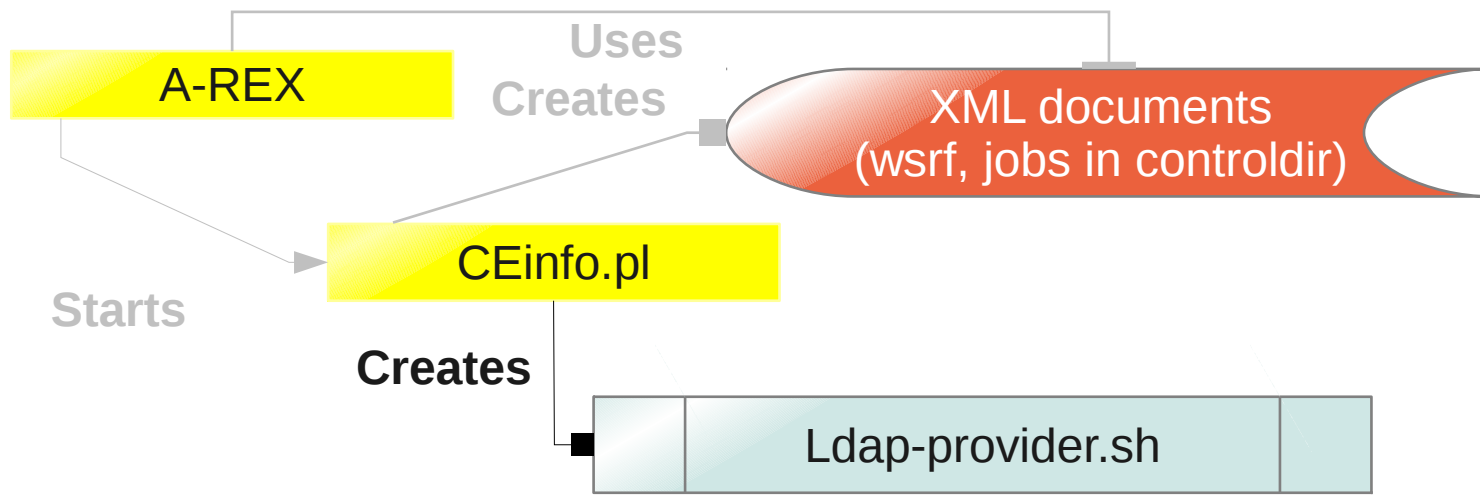 Uses
A-REX
Creates
XML documents
(wsrf, jobs in controldir)
CEinfo.pl
Starts
Creates
Ldap-provider.sh